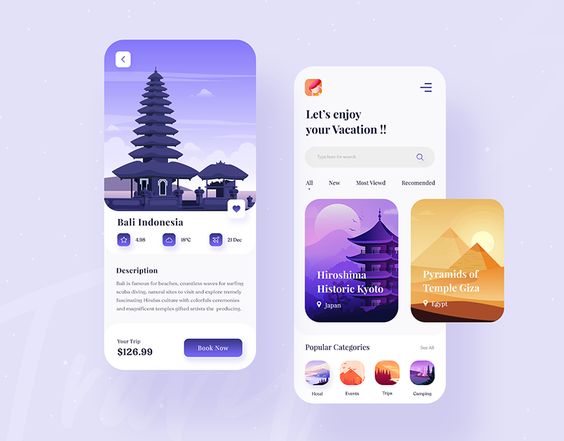 Bali Indonesia
4.98
18°C
21 Dec
Description
Bali is famous for beaches, countless waves for surfing
scuba diving, natural sites to visit and explore tremely
fascinating Hindus culture with colorfuls ceremonies
and magnificent temples gifted artists the producing.
Your Trip
$126.99
Book Now
Let's enjoy
your Vacation !!
Type here for search
All New Most Viewd Recomended
Hiroshima
Historic Kyoto
Japan
Pyramids of
Temple Giza
Egypt
Popular Categories See All
Hotel Events Trips Camping